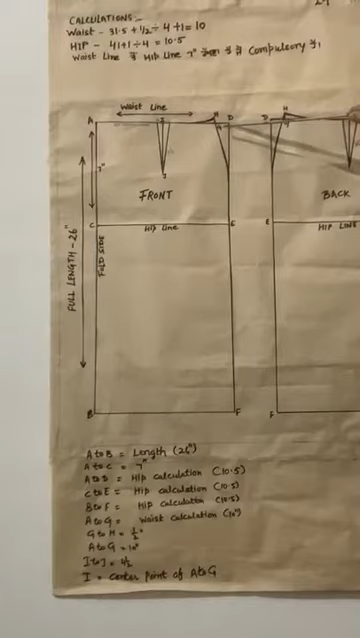 CALCULATIONS :-
Waist - 31.5 + 1/2 ÷ 4 + 1 = 10
HIP - 41+1 ÷ 4 = 10.5
Waist Line से Hip Line 7" है Compulsory है।
Waist Line
A I H D D H
7"
J
FRONT BACK
C HIP Line E E HIP LINE
FULL LENGTH - 26"
FOLD SIDE
B F F
A to B = Length (26")
A to C = 7"
A to D = Hip calculation (10.5)
C to E = Hip calculation (10.5)
B to F = Hip calculation (10.5)
A to G = Waist calculation (10")
G to H = 1/2"
A to G = 10"
I to J = 4 1/2
I = center point of A to G